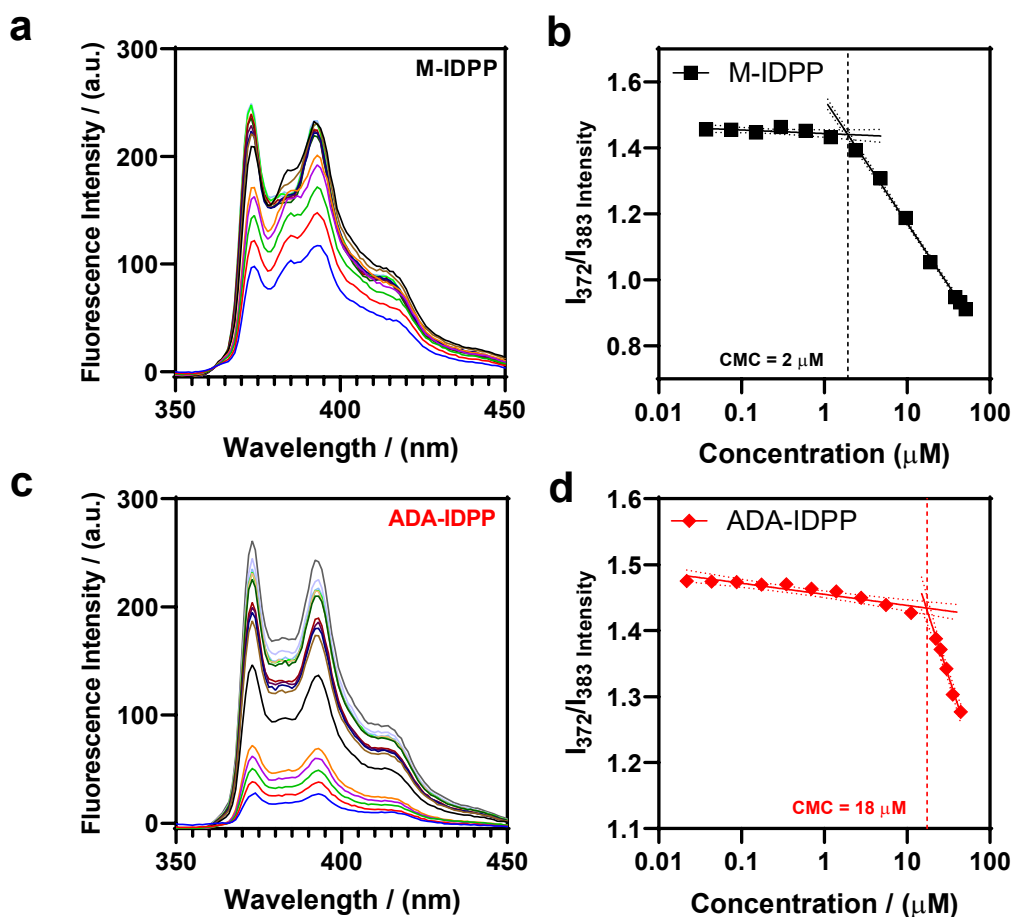 a
300
200
100
0
Fluorescence Intensity / (a.u.)
M-IDPP
350
400
450
Wavelength / (nm)
b
1.6
1.4
1.2
1.0
0.8
I372/I383 Intensity
M-IDPP
CMC = 2 μM
0.01
0.1
1
10
100
Concentration (μM)
c
300
200
100
0
Fluorescence Intensity / (a.u.)
ADA-IDPP
350
400
450
Wavelength / (nm)
d
1.6
1.5
1.4
1.3
1.2
1.1
I372/I383 Intensity
ADA-IDPP
CMC = 18 μM
0.01
0.1
1
10
100
Concentration / (μM)